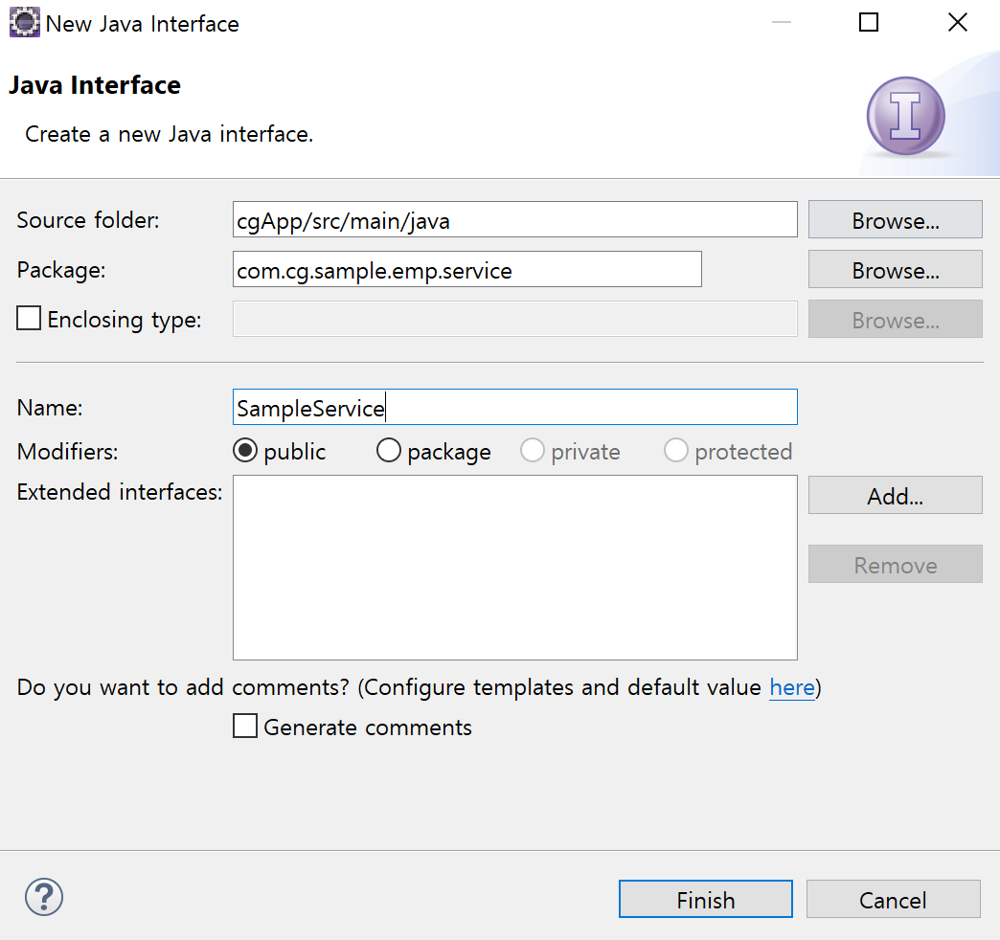 New Java Interface
Java Interface
Create a new Java interface.
Source folder: cgApp/src/main/java Browse...
Package: com.cg.sample.emp.service Browse...
Enclosing type: Browse...
Name: SampleService
Modifiers: public package private protected
Extended interfaces: Add...
Remove
Do you want to add comments? (Configure templates and default value here)
Generate comments
? Finish Cancel